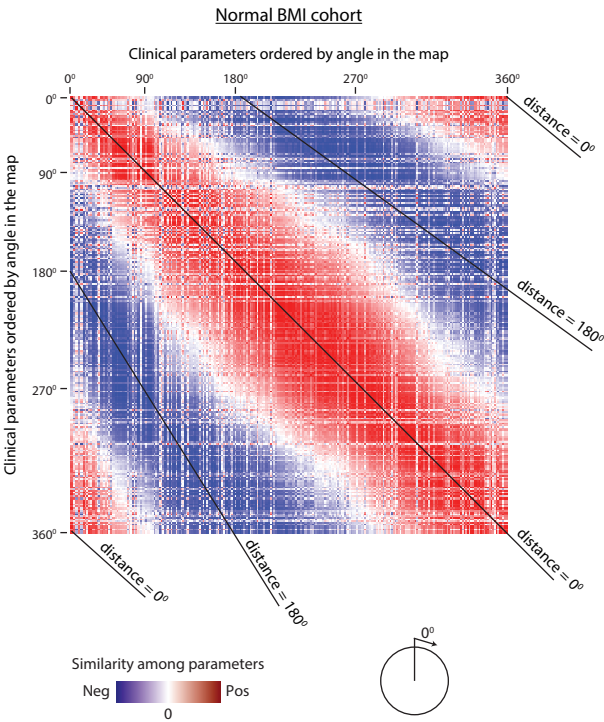 Normal BMI cohort
Clinical parameters ordered by angle in the map
0⁰ 90⁰ 180⁰ 270⁰ 360⁰
Clinical parameters ordered by angle in the map
0⁰
90⁰
180⁰
270⁰
360⁰
distance = 0⁰
distance = 180⁰
distance = 0⁰
distance = 180⁰
distance = 0⁰
Similarity among parameters
Neg Pos
0
0⁰